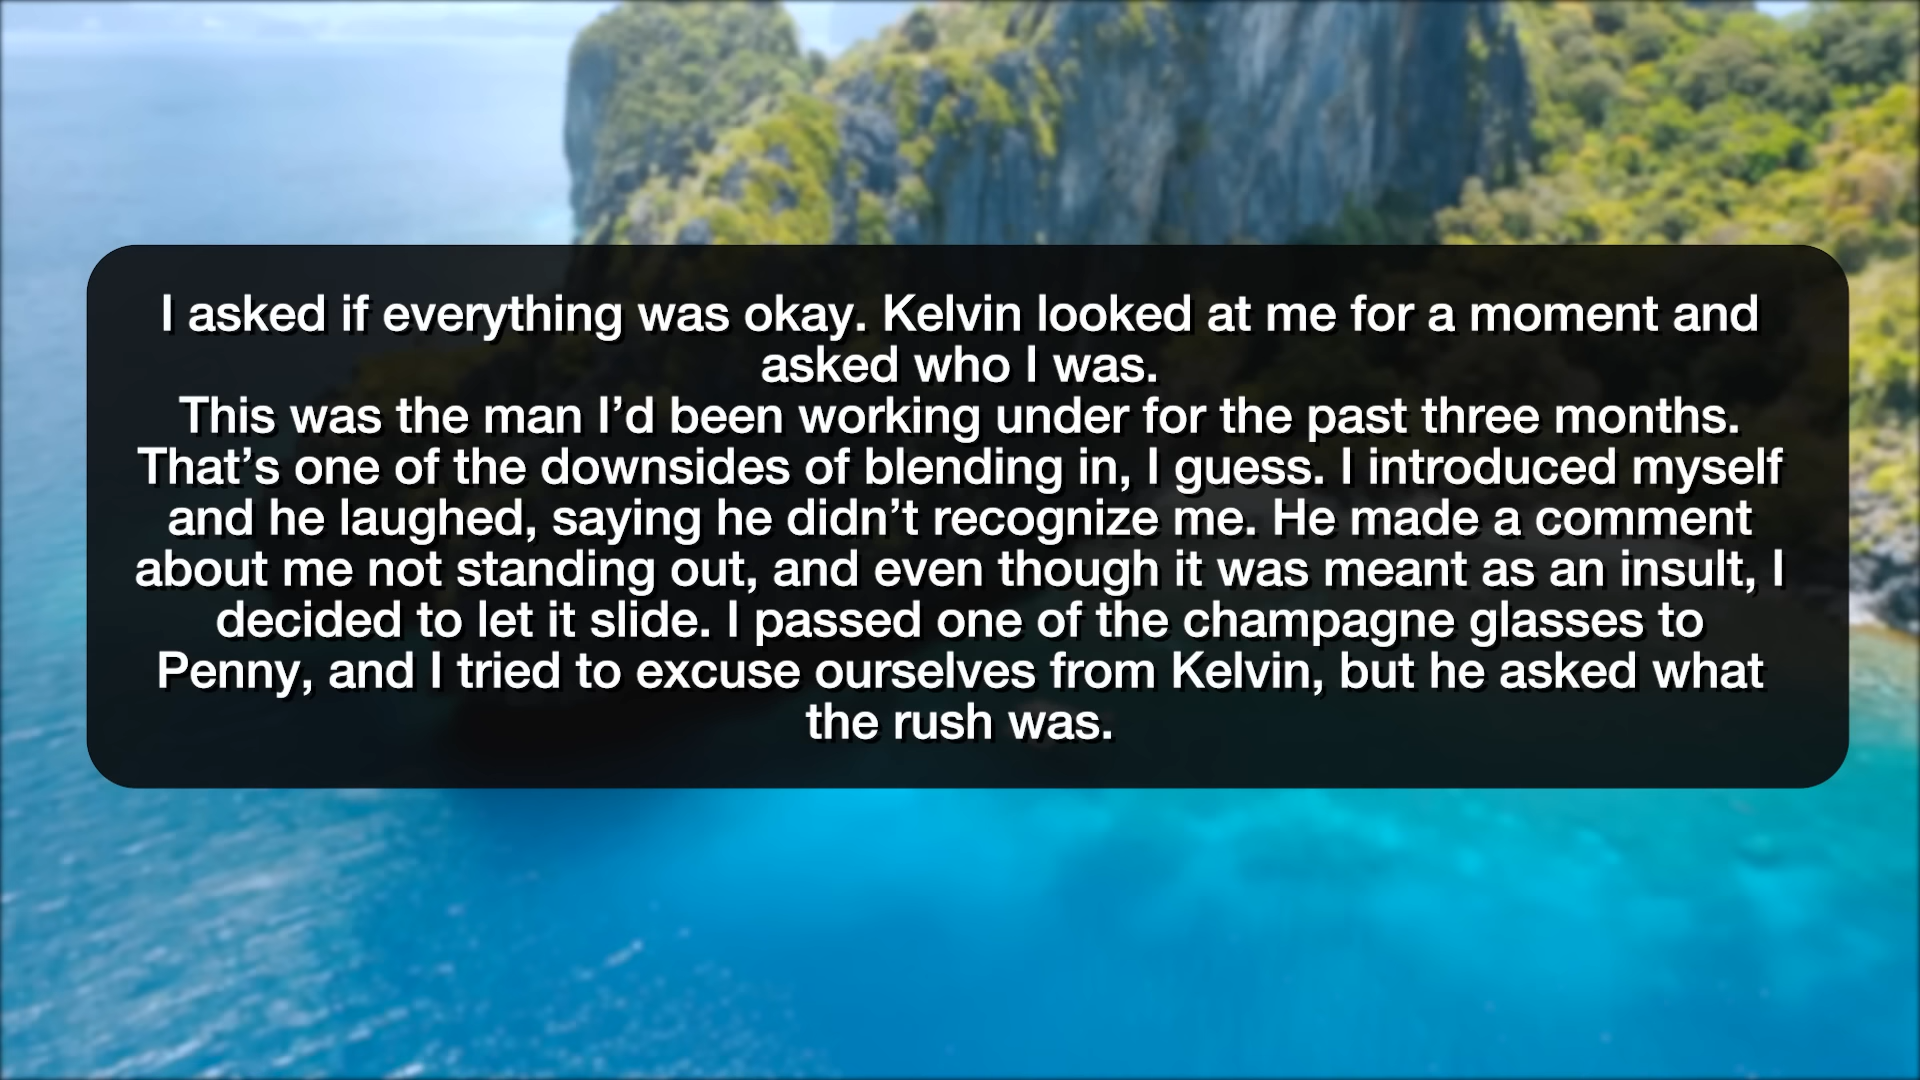 I asked if everything was okay. Kelvin looked at me for a moment and
asked who I was.
This was the man I’d been working under for the past three months.
That’s one of the downsides of blending in, I guess. I introduced myself
and he laughed, saying he didn’t recognize me. He made a comment
about me not standing out, and even though it was meant as an insult, I
decided to let it slide. I passed one of the champagne glasses to
Penny, and I tried to excuse ourselves from Kelvin, but he asked what
the rush was.